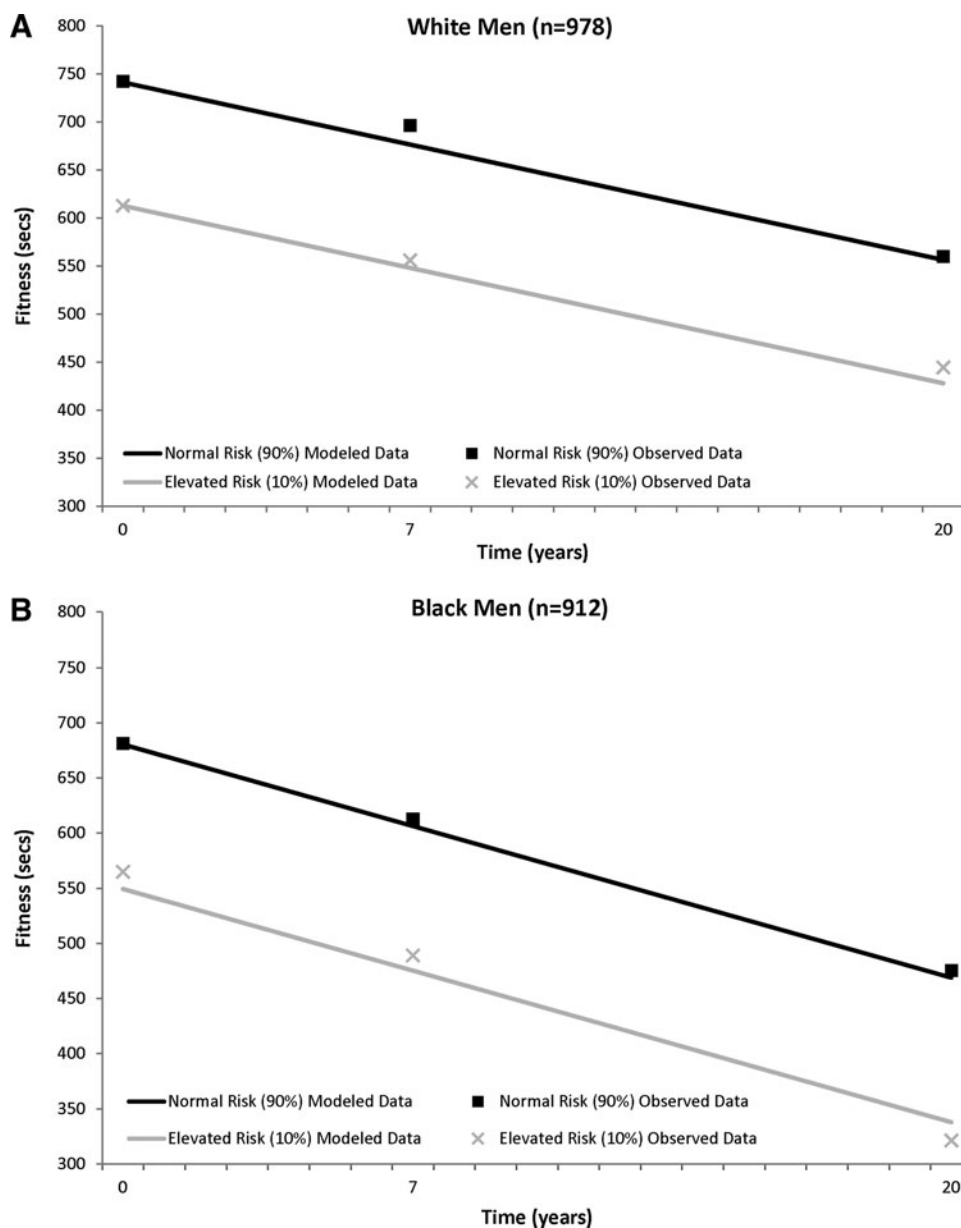 A
White Men (n=978)
800
750
700
650
600
550
500
450
400
350
300
Fitness (secs)
Normal Risk (90%) Modeled Data
Normal Risk (90%) Observed Data
Elevated Risk (10%) Modeled Data
Elevated Risk (10%) Observed Data
0 7 20
Time (years)
B
Black Men (n=912)
800
750
700
650
600
550
500
450
400
350
300
Fitness (secs)
Normal Risk (90%) Modeled Data
Normal Risk (90%) Observed Data
Elevated Risk (10%) Modeled Data
Elevated Risk (10%) Observed Data
0 7 20
Time (years)